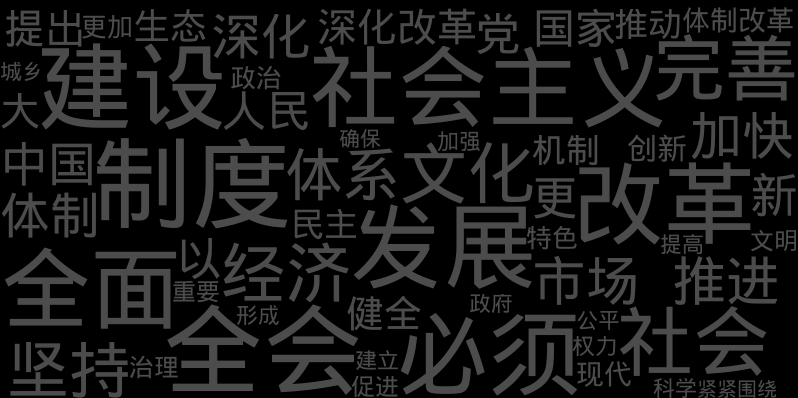 提出 更加 生态 深化 深化改革 党 国家 推动 体制改革
城乡 建设 政治 社会主义 完善
大 人民 确保 加强 机制 创新 加快
中国 制度 体系 文化 更 改革 新
体制 民主 发展 特色 提高 文明
全面 以 重要 经济 市场 推进
形成 健全 政府 公平 社会
坚持 治理 全会 建立 必须 权力 现代
促进 科学 紧紧围绕